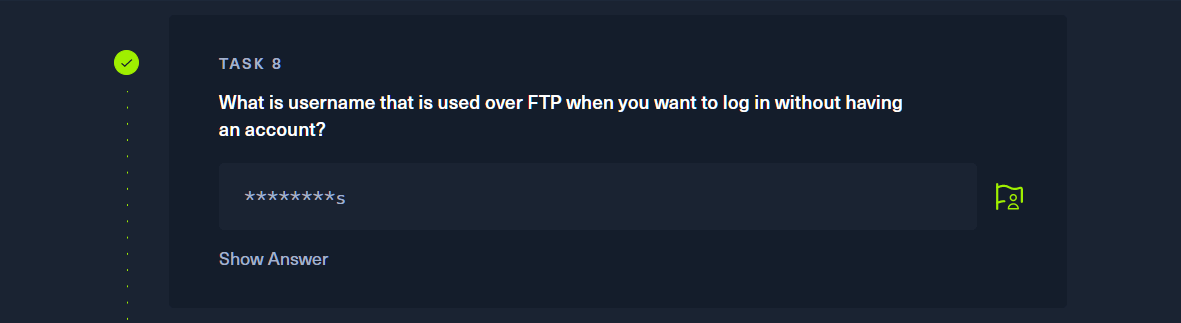 TASK 8
What is username that is used over FTP when you want to log in without having
an account?
********s
Show Answer